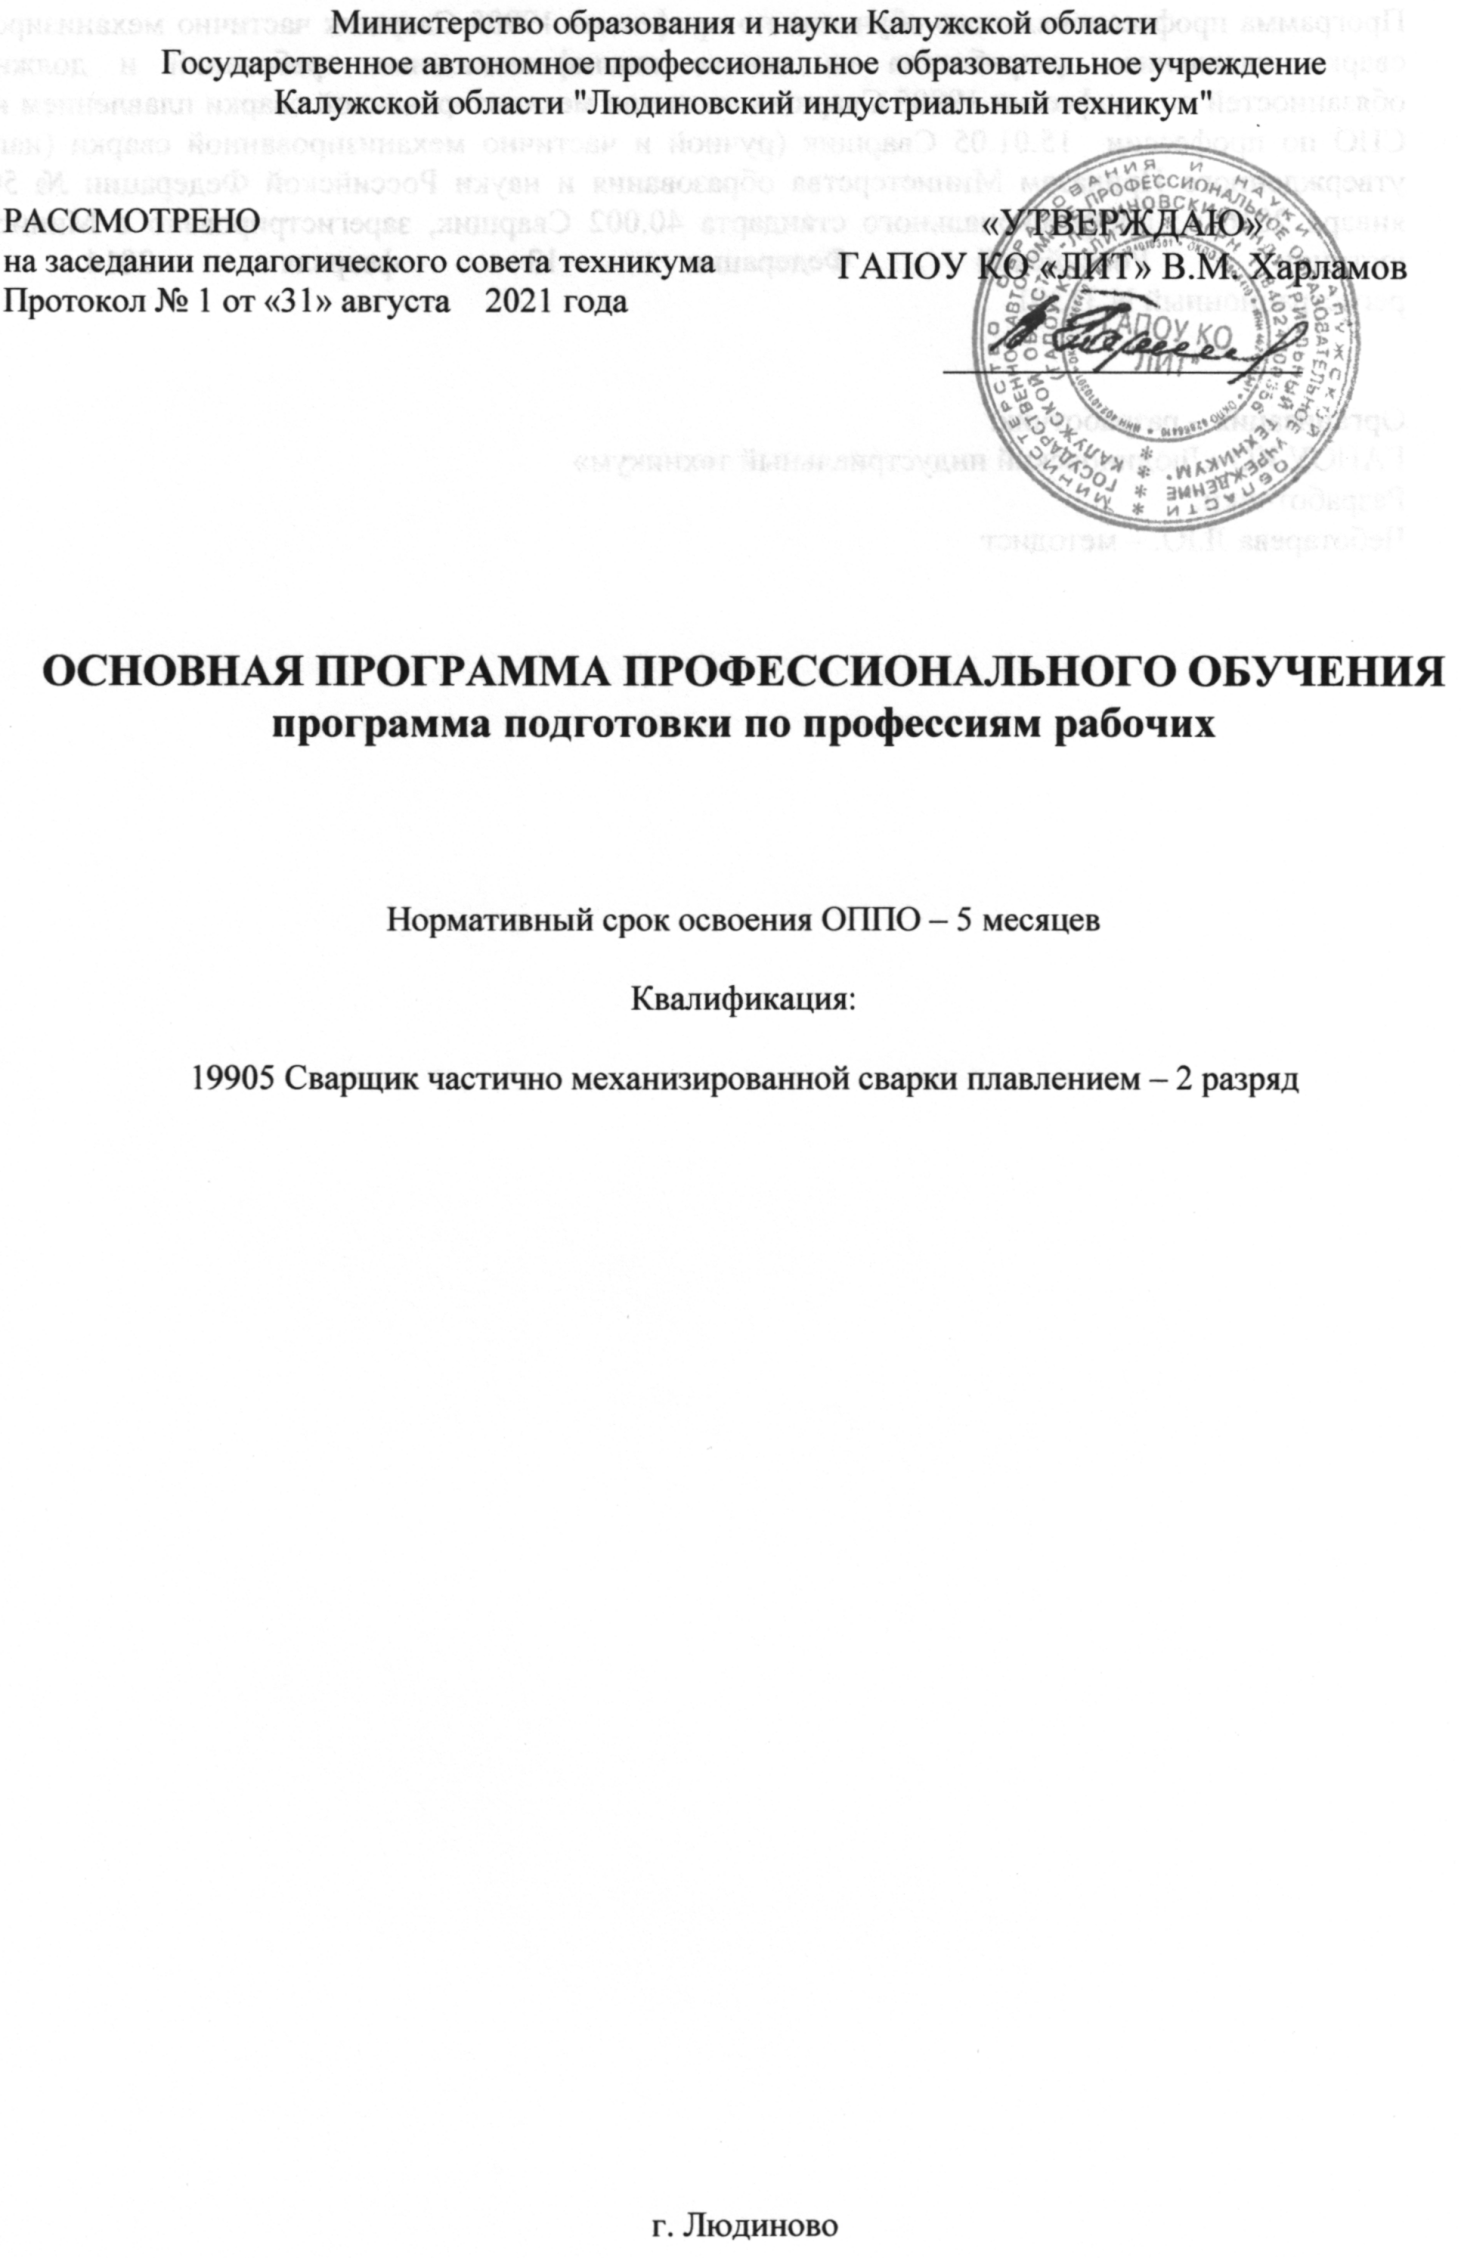 Министерство образования и науки Калужской области
Государственное автономное профессиональное образовательное учреждение
Калужской области "Людиновский индустриальный техникум"
РАССМОТРЕНО
на заседании педагогического совета техникума
Протокол № 1 от «31» августа 2021 года
«УТВЕРЖДАЮ»
ГАПОУ КО «ЛИТ» В.М. Харламов
ГАПОУ КО
"ЛИТ"
ОСНОВНАЯ ПРОГРАММА ПРОФЕССИОНАЛЬНОГО ОБУЧЕНИЯ
программа подготовки по профессиям рабочих
Нормативный срок освоения ОППО – 5 месяцев
Квалификация:
19905 Сварщик частично механизированной сварки плавлением – 2 разряд
г. Людиново